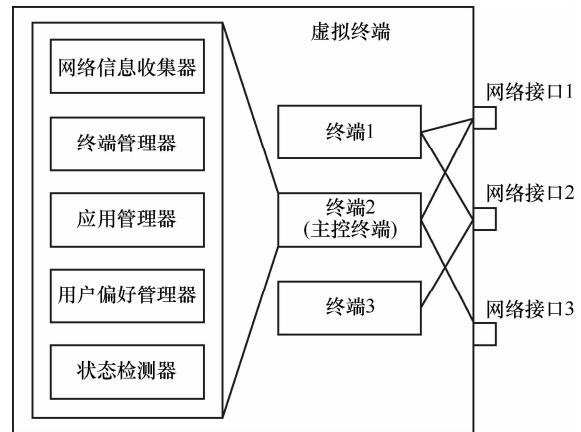 虚拟终端
网络信息收集器
终端管理器
应用管理器
用户偏好管理器
状态检测器
终端1
终端2
(主控终端)
终端3
网络接口1
网络接口2
网络接口3